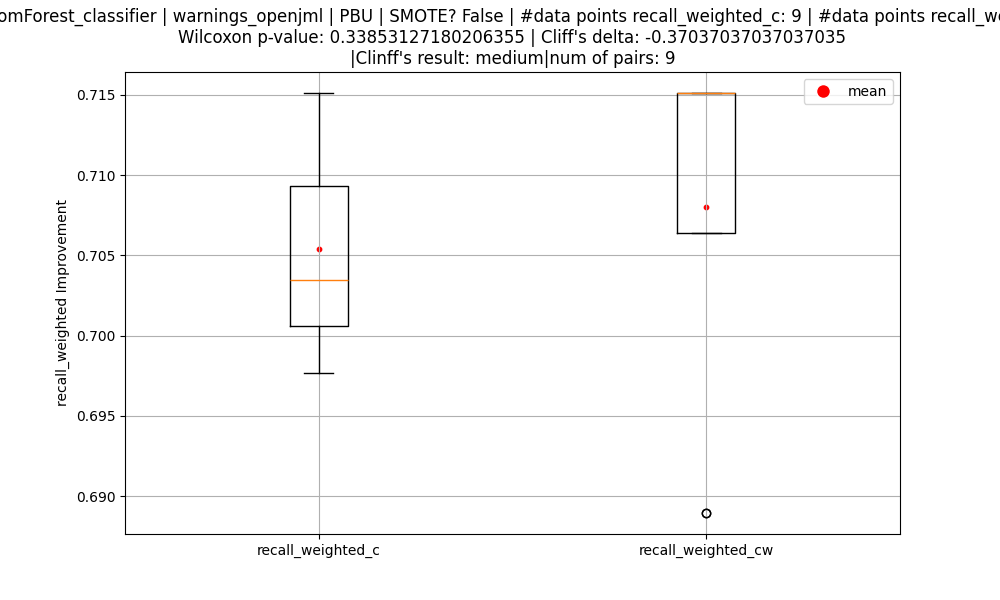 omForest_classifier | warnings_openjml | PBU | SMOTE? False | #data points recall_weighted_c: 9 | #data points recall_we
Wilcoxon p-value: 0.33853127180206355 | Cliff's delta: -0.37037037037037035
|Clinff's result: medium|num of pairs: 9
mean
0.715
0.710
0.705
0.700
0.695
0.690
recall_weighted Improvement
recall_weighted_c
recall_weighted_cw